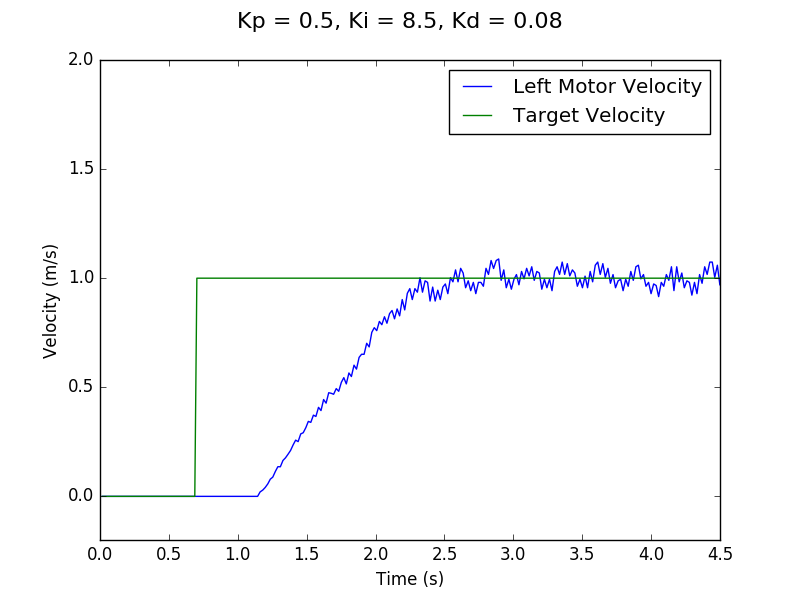 Kp = 0.5, Ki = 8.5, Kd = 0.08
2.0
Left Motor Velocity
Target Velocity
1.5
Velocity (m/s)
1.0
0.5
0.0
0.0 0.5 1.0 1.5 2.0 2.5 3.0 3.5 4.0 4.5
Time (s)